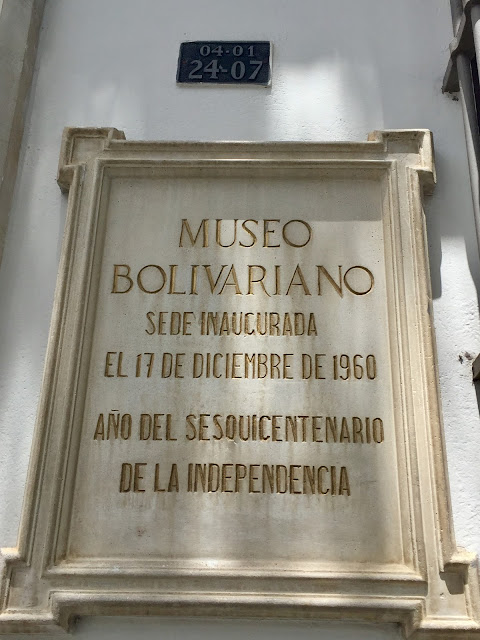 04-01
24-07
MUSEO
BOLIVARIANO
SEDE INAUGURADA
EL 17 DE DICIEMBRE DE 1960
AÑO DEL SESQUICENTENARIO
DE LA INDEPENDENCIA